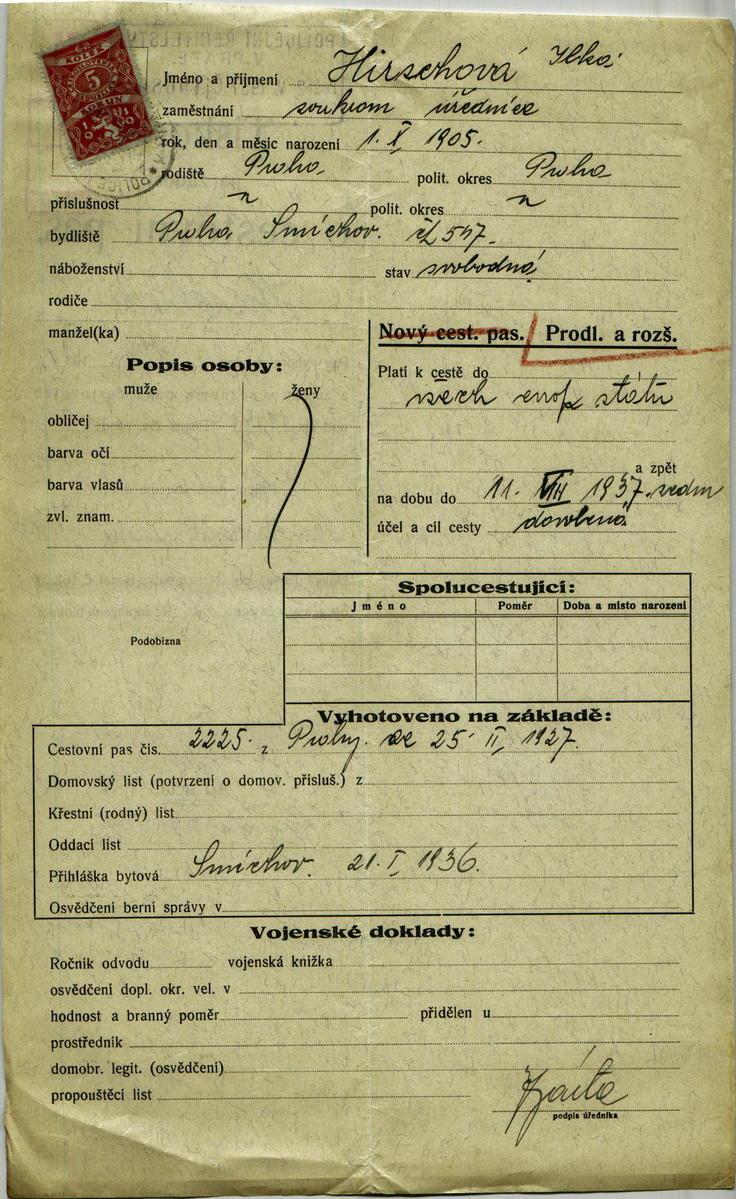 KOLEK
5
KORUN
Jméno a příjmení Hirschová Ilka
zaměstnání soukrom úřednice
rok, den a měsíc narození 1. X. 1905.
rodiště Praha polit. okres Praha
příslušnost " polit. okres "
bydliště Praha Smíchov. čl 547.
náboženství stav svobodná
rodiče
manžel(ka)
Nový cest. pas. Prodl. a rozš.
Popis osoby:
muže ženy
obličej
barva očí
barva vlasů
zvl. znam.
Platí k cestě do
všech evrop států
a zpět
na dobu do 11. VIII 1937.
účel a cíl cesty
Spolucestující:
Jméno Poměr Doba a místo narození
Podobizna
Vyhotoveno na základě:
Cestovní pas čís. 2225. z Prahy. ze 25 II, 1927.
Domovský list (potvrzení o domov. přísluš.) z
Křestní (rodný) list
Oddací list
Přihláška bytová Smíchov. 21. I, 1936.
Osvědčení berní správy v
Vojenské doklady:
Ročník odvodu vojenská knížka
osvědčení dopl. okr. vel. v
hodnost a branný poměr přidělen u
prostředník
domobr. legit. (osvědčení)
propouštěcí list
podpis úředníka